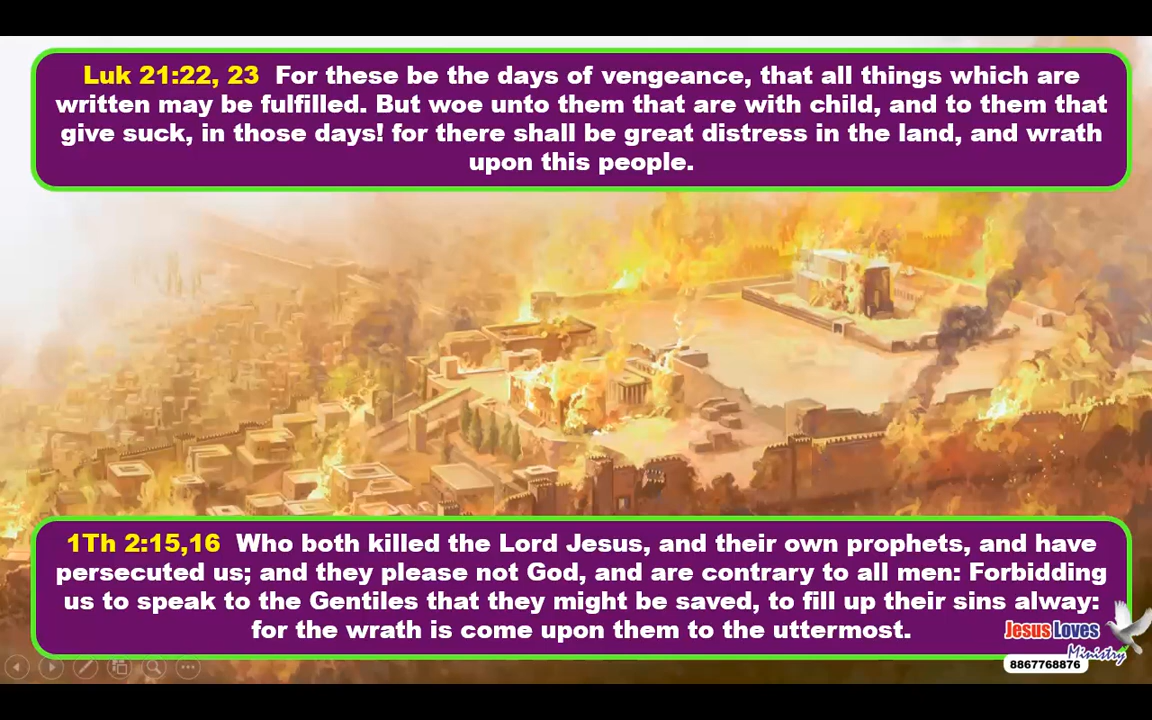 Luk 21:22, 23 For these be the days of vengeance, that all things which are
written may be fulfilled. But woe unto them that are with child, and to them that
give suck, in those days! for there shall be great distress in the land, and wrath
upon this people.
1Th 2:15,16 Who both killed the Lord Jesus, and their own prophets, and have
persecuted us; and they please not God, and are contrary to all men: Forbidding
us to speak to the Gentiles that they might be saved, to fill up their sins alway:
for the wrath is come upon them to the uttermost.
Jesus Loves
Ministry
8867768876